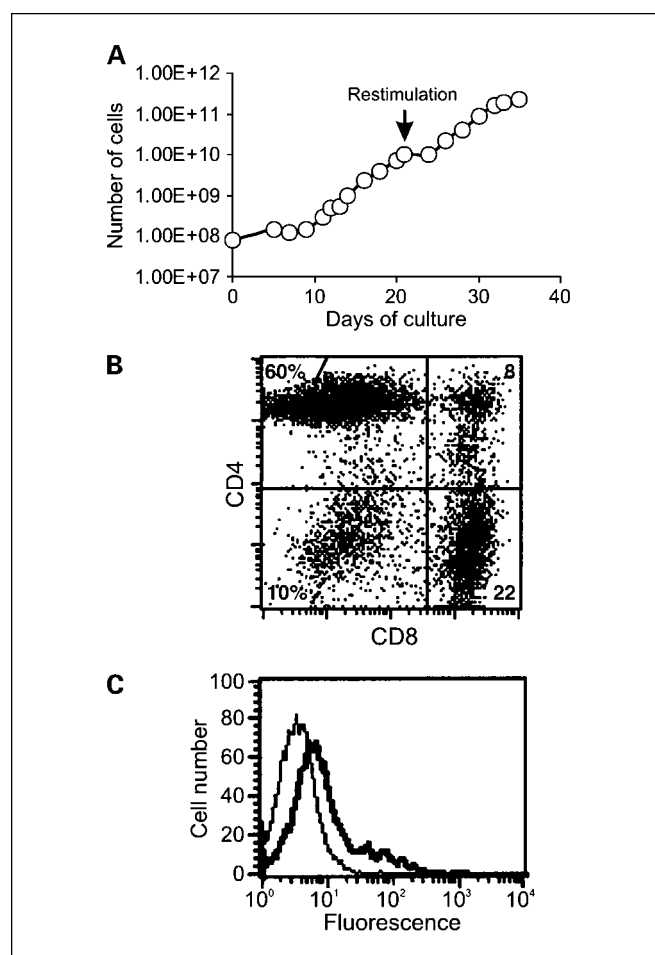 A
1.00E+12
1.00E+11
1.00E+10
1.00E+09
1.00E+08
1.00E+07
Number of cells
Restimulation
0 10 20 30 40
Days of culture
B
60% 8
CD4
10% 22
CD8
C
100
80
60
40
20
0
Cell number
10⁰ 10¹ 10² 10³ 10⁴
Fluorescence